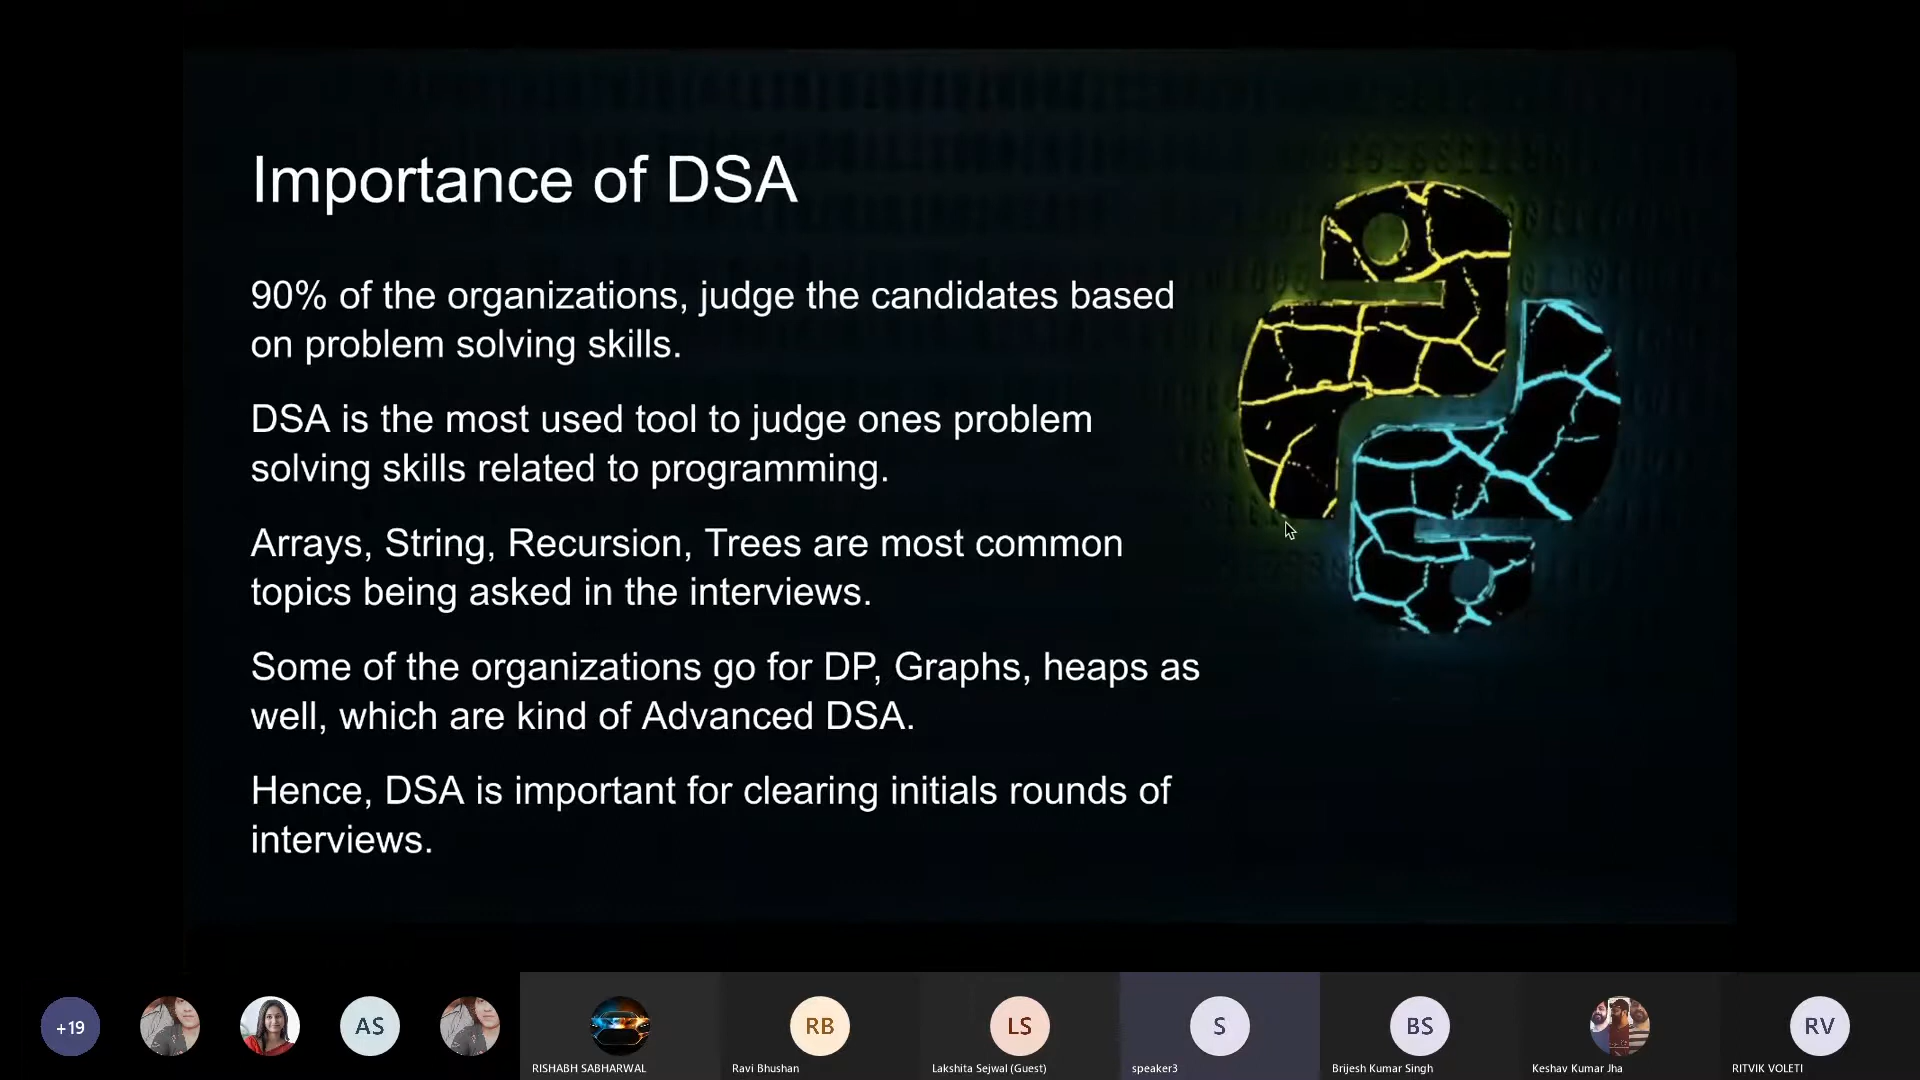 Importance of DSA
90% of the organizations, judge the candidates based
on problem solving skills.
DSA is the most used tool to judge ones problem
solving skills related to programming.
Arrays, String, Recursion, Trees are most common
topics being asked in the interviews.
Some of the organizations go for DP, Graphs, heaps as
well, which are kind of Advanced DSA.
Hence, DSA is important for clearing initials rounds of
interviews.
+19
AS
RB
LS
S
BS
RV
RISHABH SABHARWAL
Ravi Bhushan
Lakshita Sejwal (Guest)
speaker3
Brijesh Kumar Singh
Keshav Kumar Jha
RITVIK VOLETI